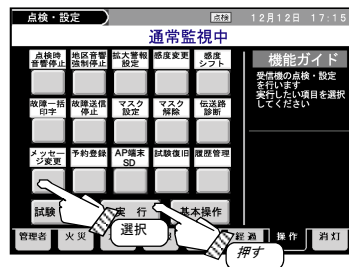 点検・設定 点検 12月12日 17:15
通常監視中
点検時音響停止 地区音響強制停止 拡大警報設定 感度変更 感度シフト
故障一括印字 故障送信停止 マスク設定 マスク解除 伝送路診断
メッセージ変更 予約登録 AP端末SD 試験復旧 履歴管理
機能ガイド
受信機の点検・設定
を行います
実行したい項目を選択
してください
試験 実 行 基本操作
選択
管理者 火 災 経 過 操 作 消 灯
押す